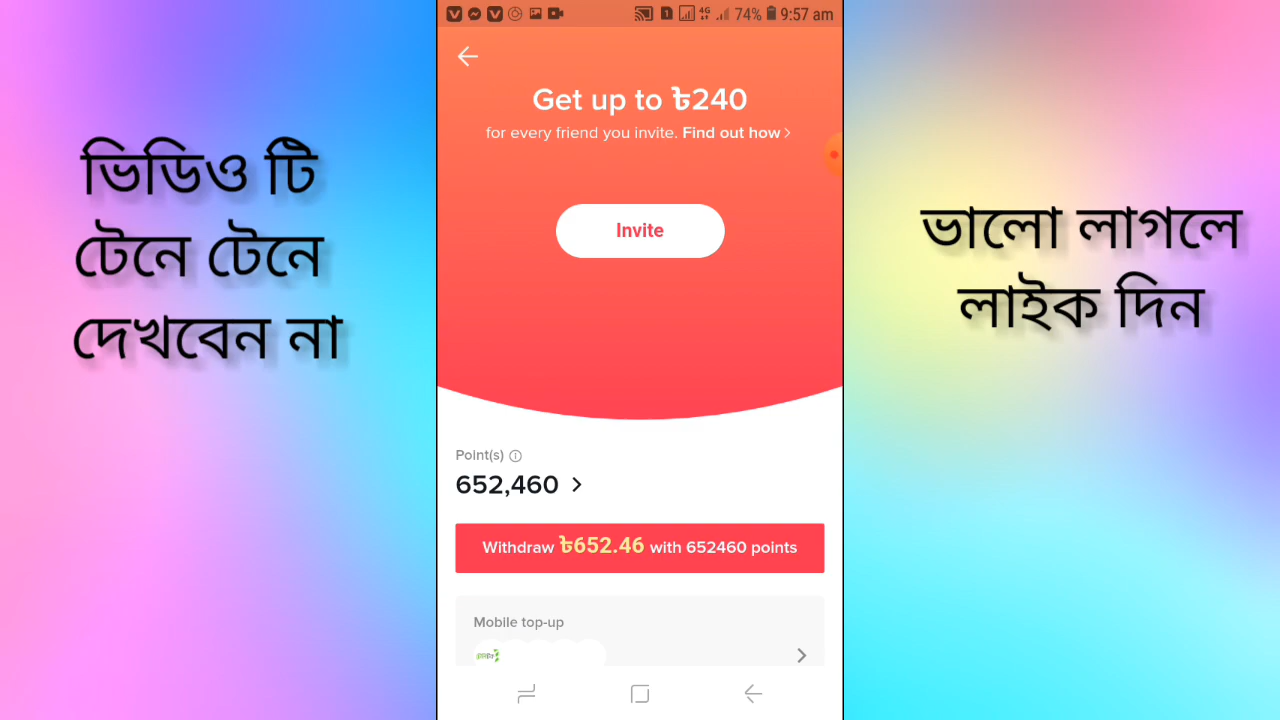 74% 9:57 am
Get up to ৳240
for every friend you invite. Find out how >
Invite
ভিডিও টি
টেনে টেনে
দেখবেন না
ভালো লাগলে
লাইক দিন
Point(s)
652,460 >
Withdraw ৳652.46 with 652460 points
Mobile top-up